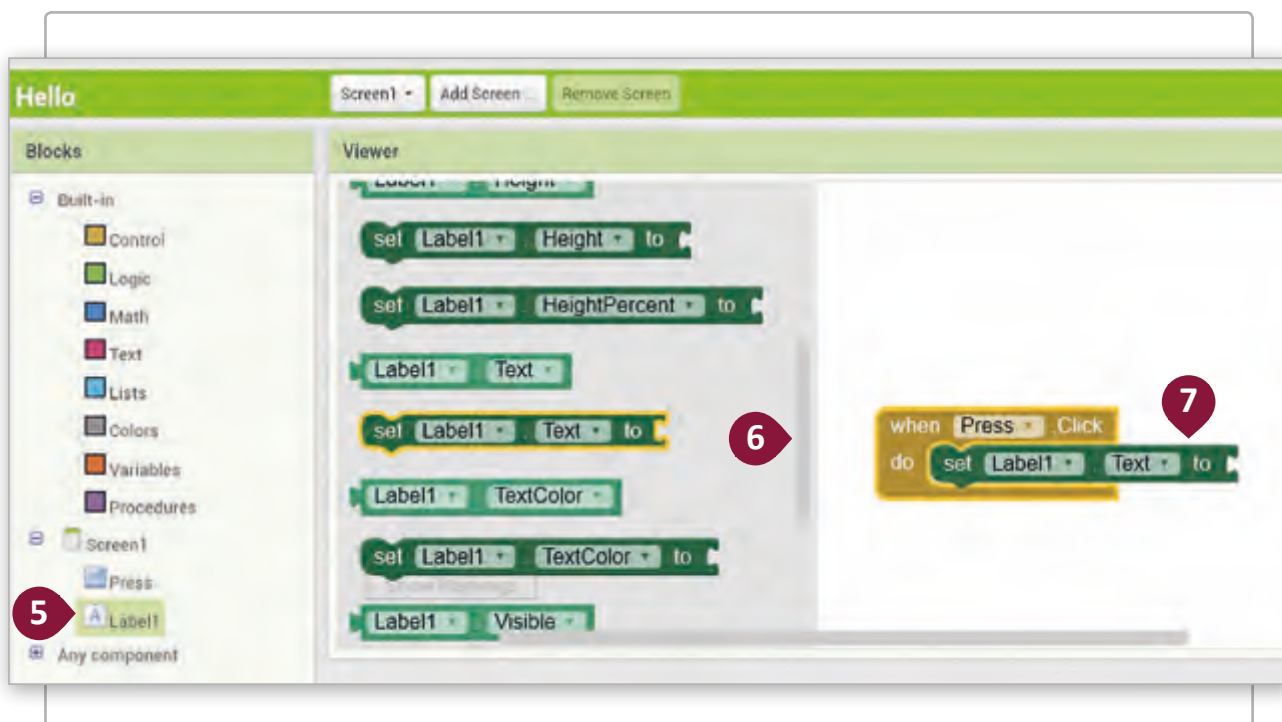 Hello
Screen1
Add Screen ...
Remove Screen
Blocks
Viewer
Built-in
Control
Logic
Math
Text
Lists
Colors
Variables
Procedures
Screen1
Press
Label1
Any component
Label1 . Height
set Label1 . Height to
set Label1 . HeightPercent to
Label1 . Text
set Label1 . Text to
Label1 . TextColor
set Label1 . TextColor to
Label1 . Visible
when Press .Click
do set Label1 . Text to
5
6
7